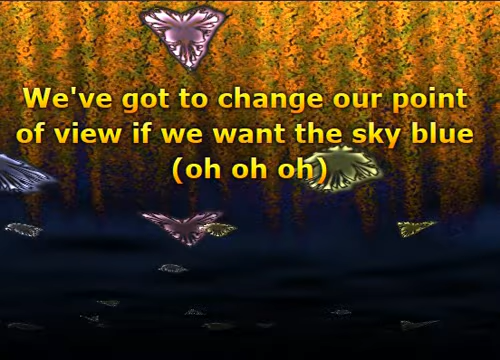 We've got to change our point
of view if we want the sky blue
(oh oh oh)